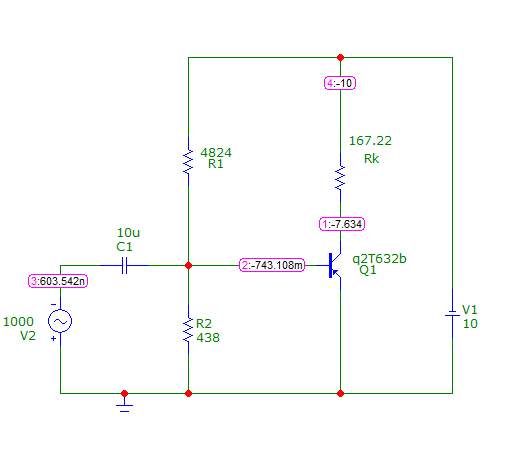 4:-10
167.22
Rk
4824
R1
1:-7.634
10u
C1
q2T632b
Q1
2:-743.108m
3:603.542n
1000
V2
R2
438
V1
10